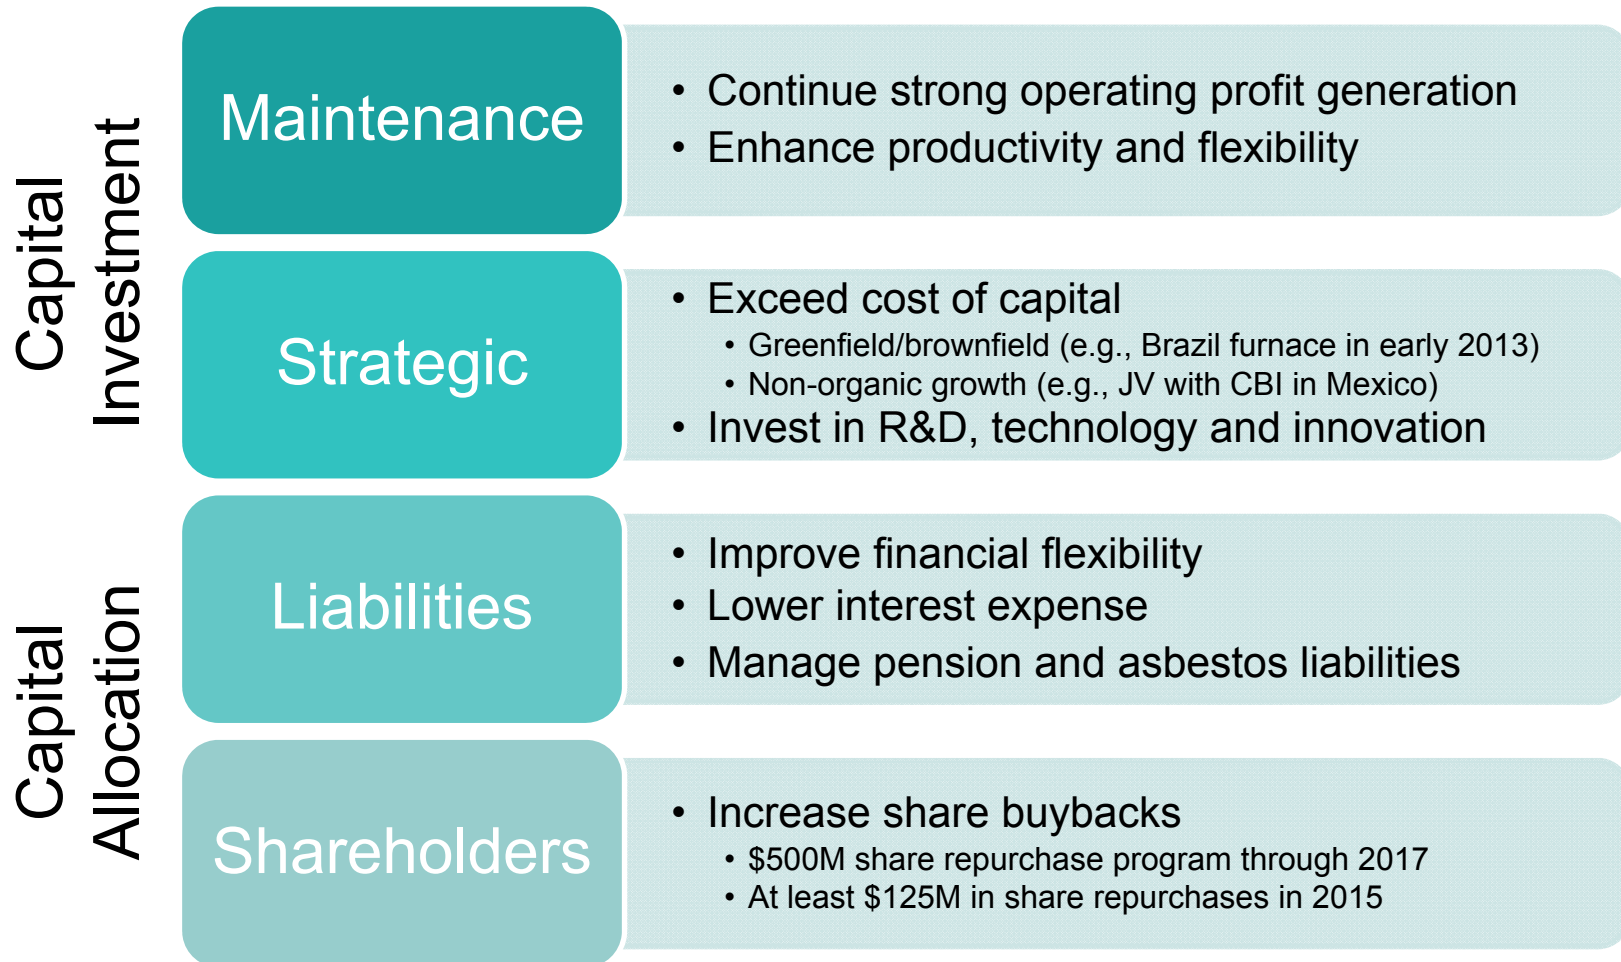 Capital
Investment
Maintenance
• Continue strong operating profit generation
• Enhance productivity and flexibility
Strategic
• Exceed cost of capital
• Greenfield/brownfield (e.g., Brazil furnace in early 2013)
• Non-organic growth (e.g., JV with CBI in Mexico)
• Invest in R&D, technology and innovation
Capital
Allocation
Liabilities
• Improve financial flexibility
• Lower interest expense
• Manage pension and asbestos liabilities
Shareholders
• Increase share buybacks
• $500M share repurchase program through 2017
• At least $125M in share repurchases in 2015